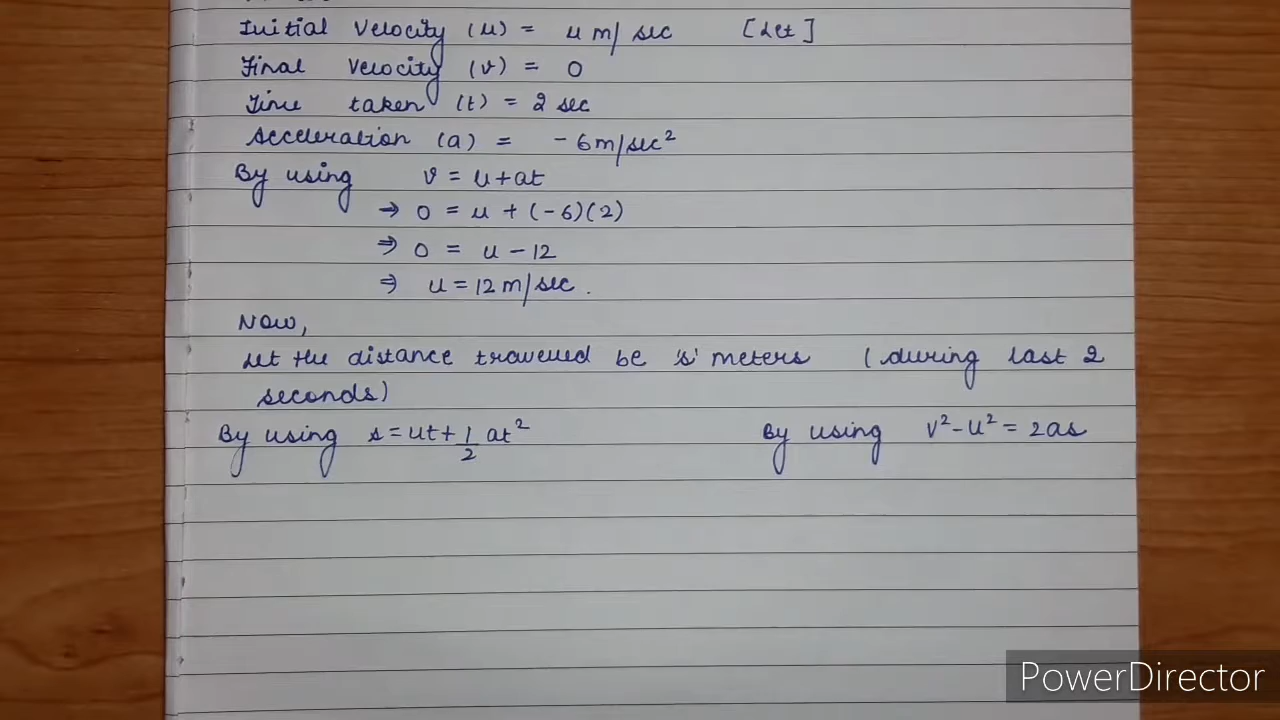 Initial Velocity (u) = u m/sec [Let]
Final Velocity (v) = 0
Time taken (t) = 2 sec
Acceleration (a) = -6m/sec²
By using v = u+at
→ 0 = u + (-6)(2)
⇒ 0 = u - 12
⇒ u = 12 m/sec.
Now,
Let the distance travelled be 's' meters (during last 2
seconds)
By using s = ut + 1/2 at² By using v² - u² = 2as
PowerDirector